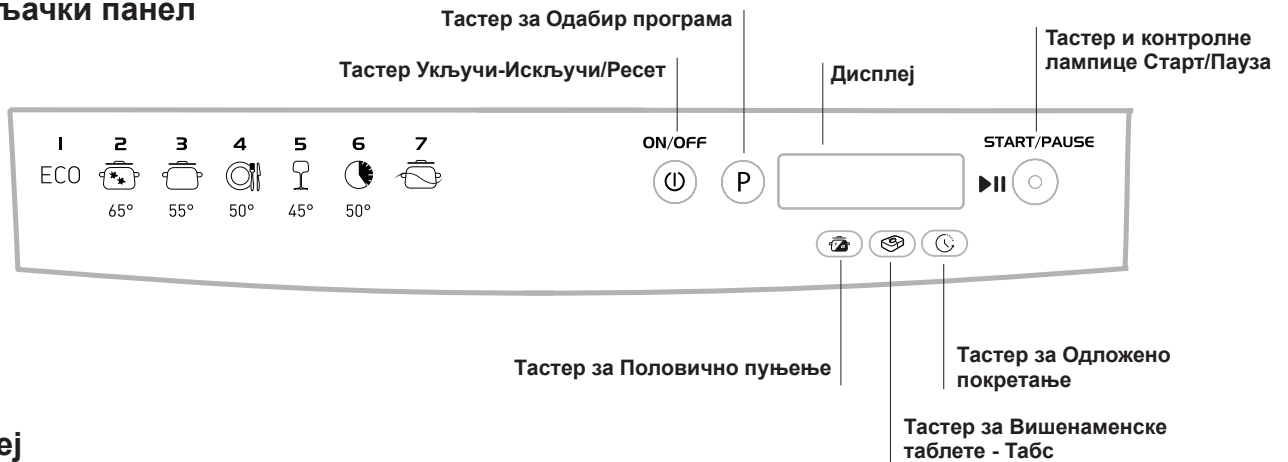 љачки панел
Тастер за Одабир програма
Тастер и контролне
лампице Старт/Пауза
Тастер Укључи-Искључи/Ресет
Дисплеј
1 2 3 4 5 6 7
ON/OFF
START/PAUSE
ECO
P
65° 55° 50° 45° 50°
Тастер за Половично пуњење
Тастер за Одложено
покретање
Тастер за Вишенаменске
таблете - Табс
еј